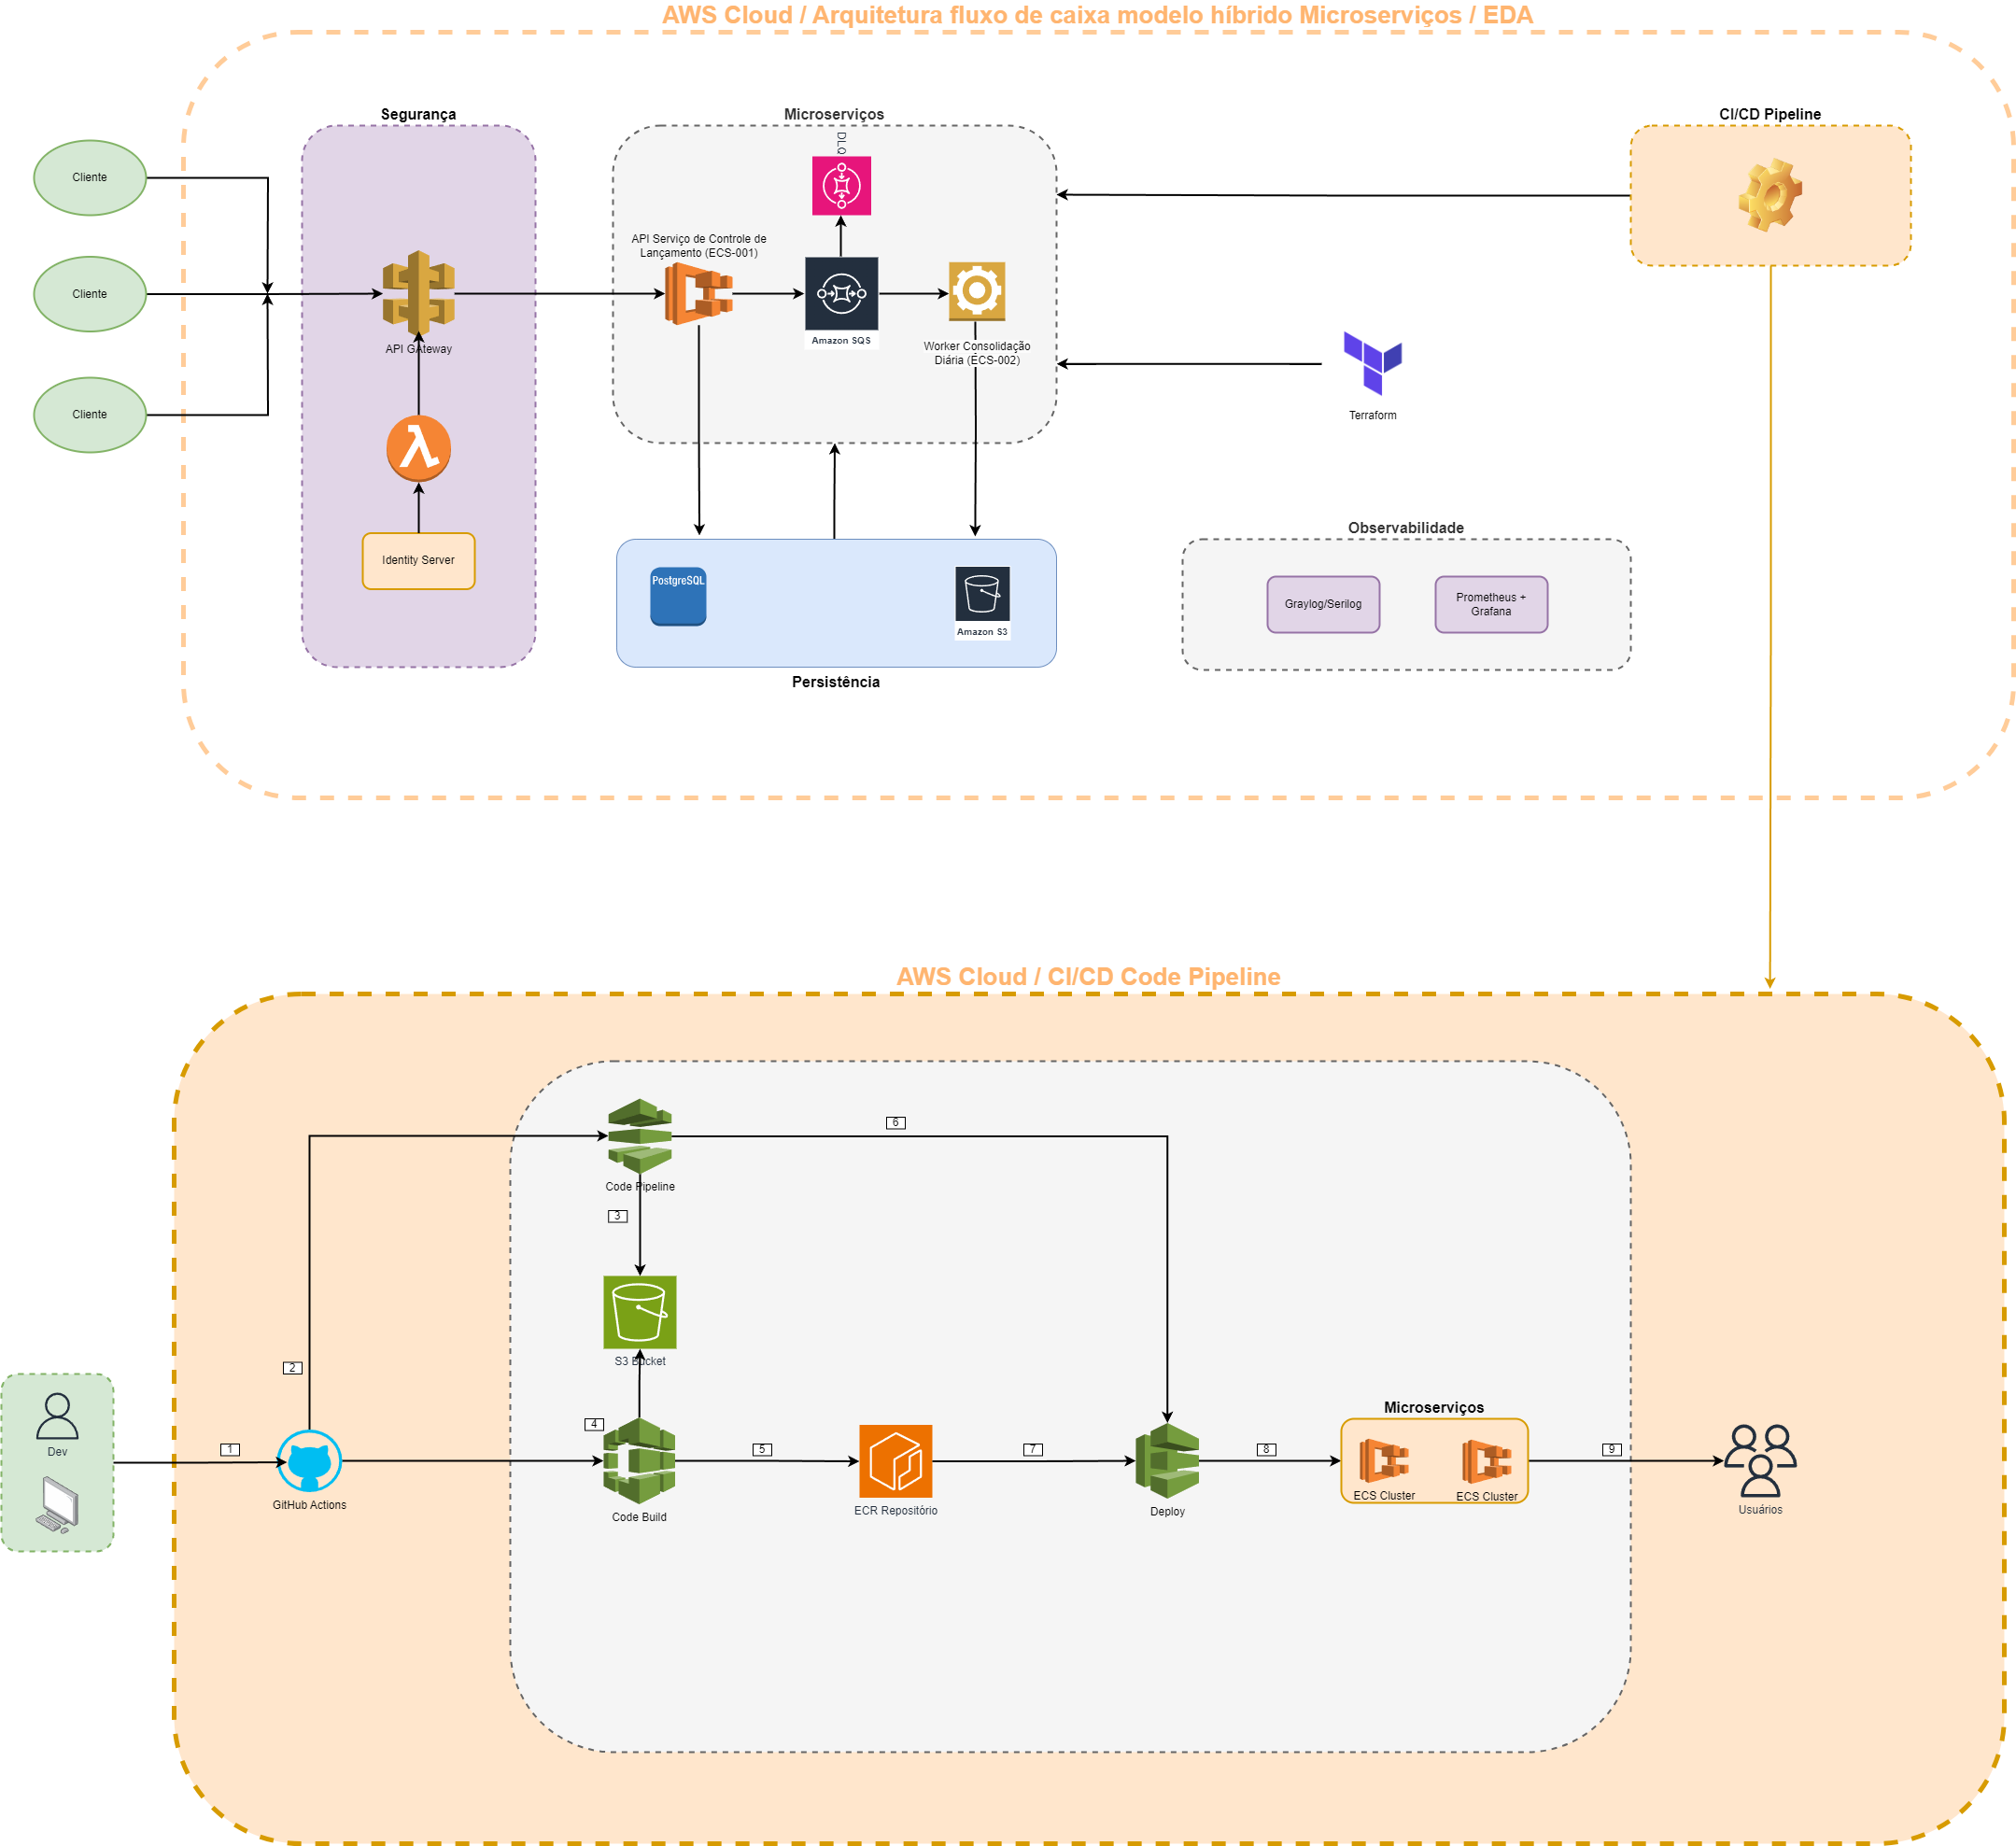 AWS Cloud / Arquitetura fluxo de caixa modelo híbrido Microserviços / EDA
Segurança
Microserviços
CI/CD Pipeline
Cliente
Cliente
Cliente
DLQ
API Serviço de Controle de
Lançamento (ECS-001)
API GAteway
Amazon SQS
Worker Consolidação
Diária (ECS-002)
Terraform
Identity Server
Observabilidade
PostgreSQL
Amazon S3
Graylog/Serilog
Prometheus +
Grafana
Persistência
AWS Cloud / CI/CD Code Pipeline
6
Code Pipeline
3
S3 Bucket
2
Microserviços
4
Dev
1
5
7
8
9
GitHub Actions
Code Build
ECR Repositório
Deploy
ECS Cluster
ECS Cluster
Usuários